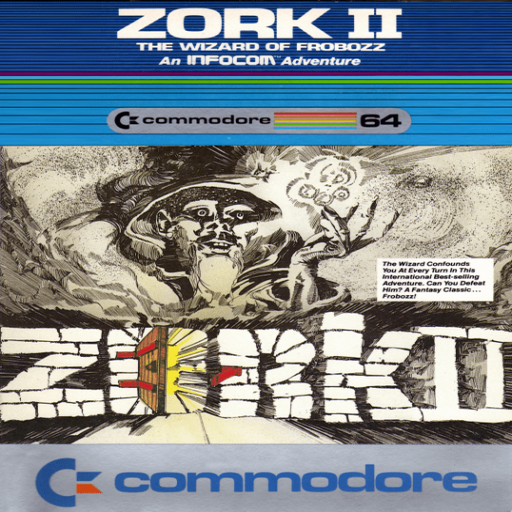 ZORK II
THE WIZARD OF FROBOZZ
An INFOCOM Adventure
commodore 64
The Wizard Confounds
You At Every Turn In This
International Best-selling
Adventure. Can You Defeat
Him? A Fantasy Classic...
Frobozz!
ZORK II
commodore